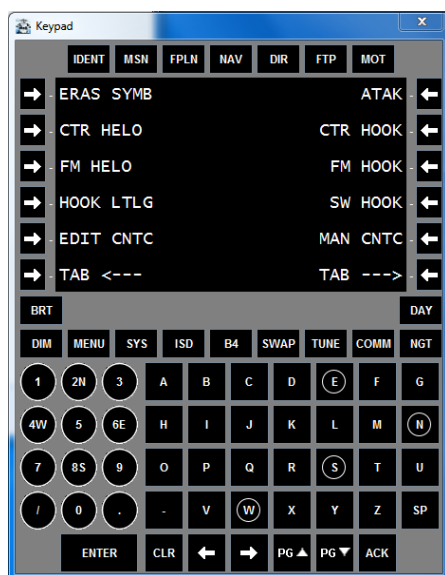 Keypad
IDENT MSN FPLN NAV DIR FTP MOT
ERAS SYMB ATAK
CTR HELO CTR HOOK
FM HELO FM HOOK
HOOK LTLG SW HOOK
EDIT CNTC MAN CNTC
TAB <--- TAB --->
BRT DAY
DIM MENU SYS ISD B4 SWAP TUNE COMM NGT
1 2N 3 A B C D E F G
4W 5 6E H I J K L M N
7 8S 9 O P Q R S T U
/ 0 . - V W X Y Z SP
ENTER CLR ← → PG ▲ PG ▼ ACK